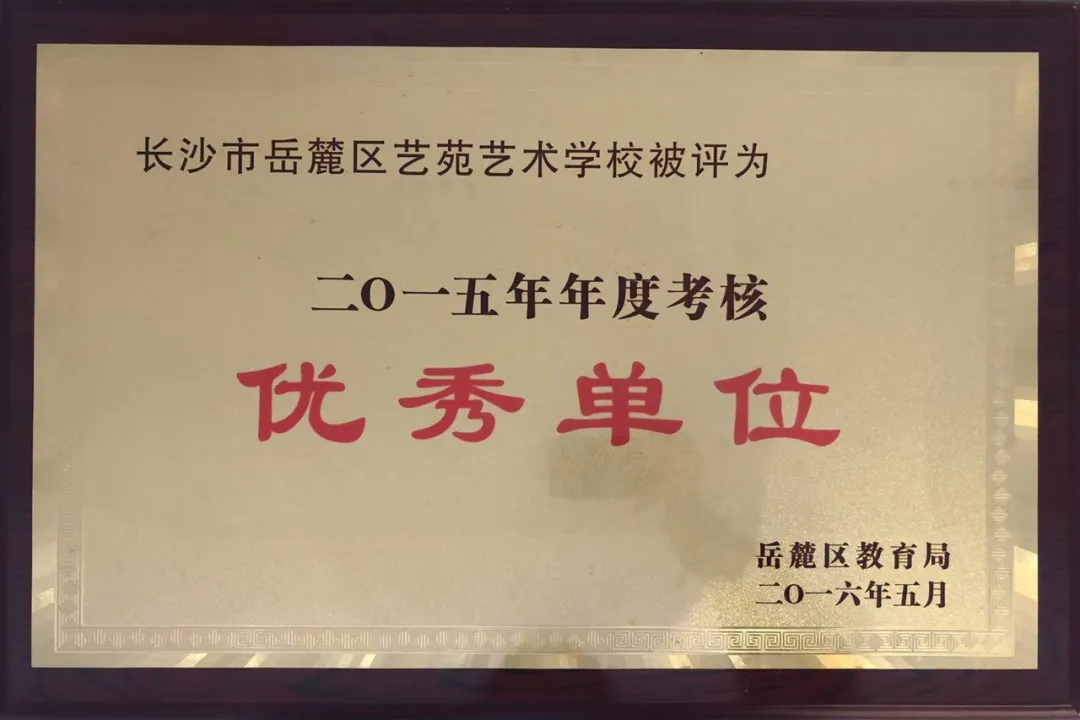 长沙市岳麓区艺苑艺术学校被评为
二〇一五年年度考核
优秀单位
岳麓区教育局
二〇一六年五月